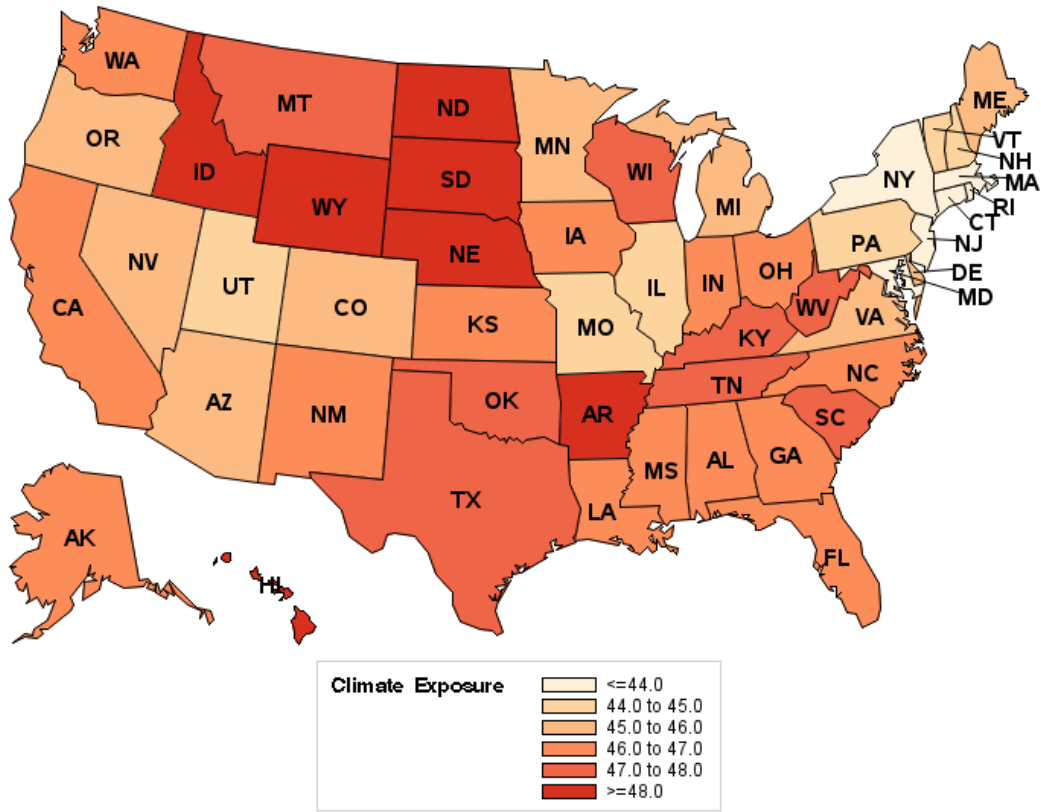 WA
MT
ND
MN
ME
VT
NH
OR
ID
SD
WI
NY
MA
WY
MI
RI
CT
IA
PA
NJ
NE
NV
UT
IL
IN
OH
DE
MD
CA
CO
KS
MO
WV
VA
KY
NC
AZ
NM
OK
AR
TN
SC
TX
MS
AL
GA
LA
AK
FL
HI
Climate Exposure
<=44.0
44.0 to 45.0
45.0 to 46.0
46.0 to 47.0
47.0 to 48.0
>=48.0